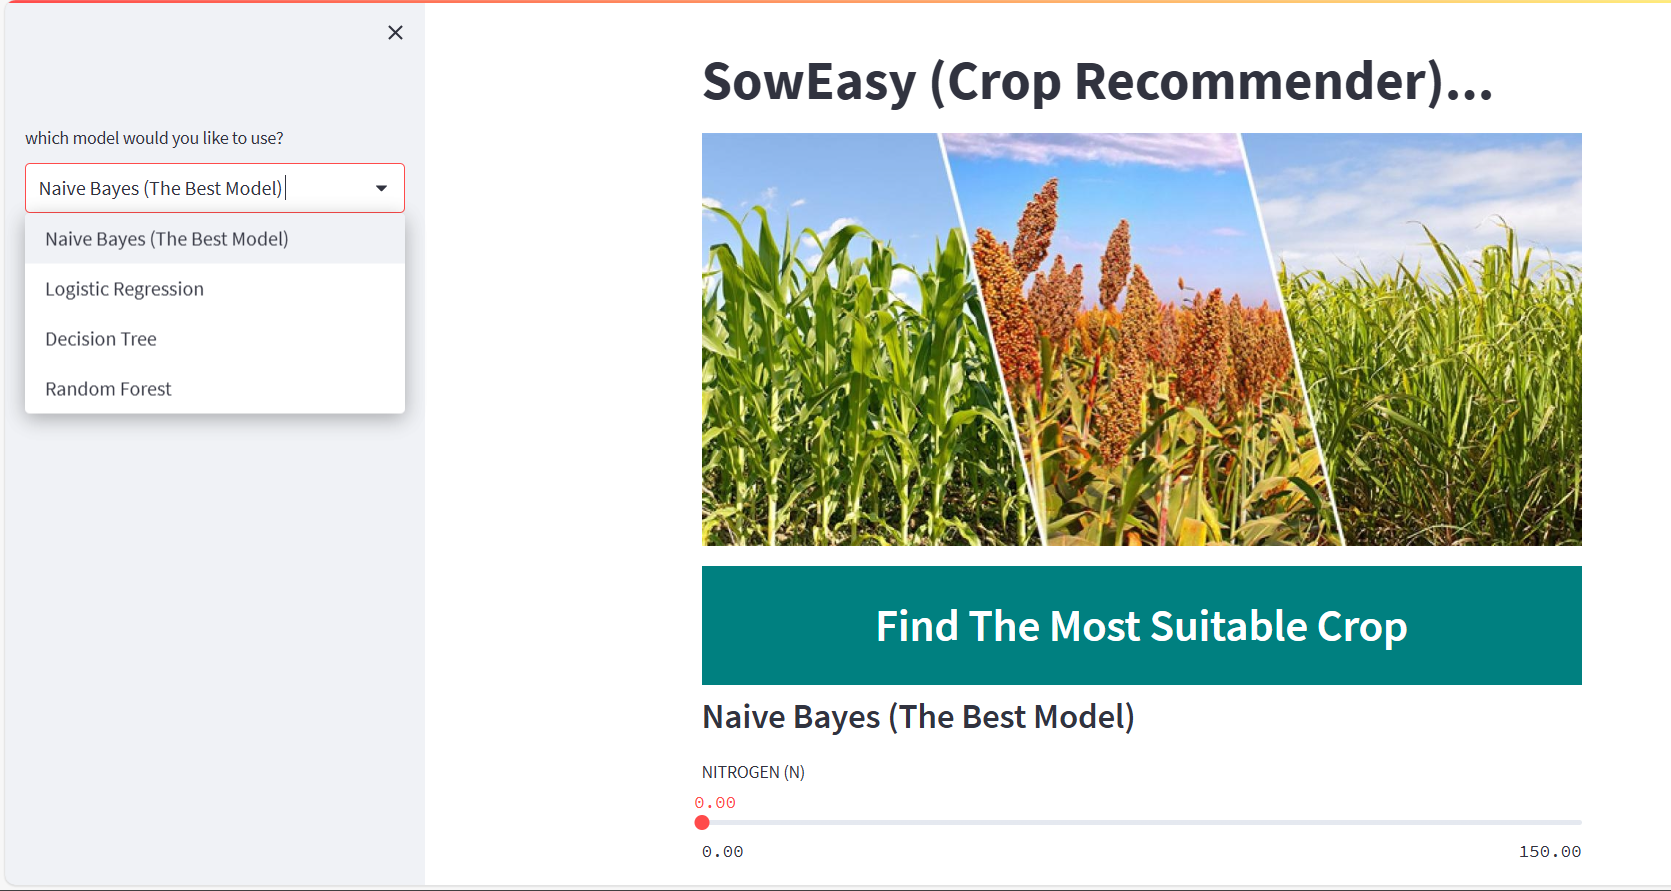 which model would you like to use?
Naive Bayes (The Best Model)
Naive Bayes (The Best Model)
Logistic Regression
Decision Tree
Random Forest
SowEasy (Crop Recommender)...
Find The Most Suitable Crop
Naive Bayes (The Best Model)
NITROGEN (N)
0.00
0.00 150.00